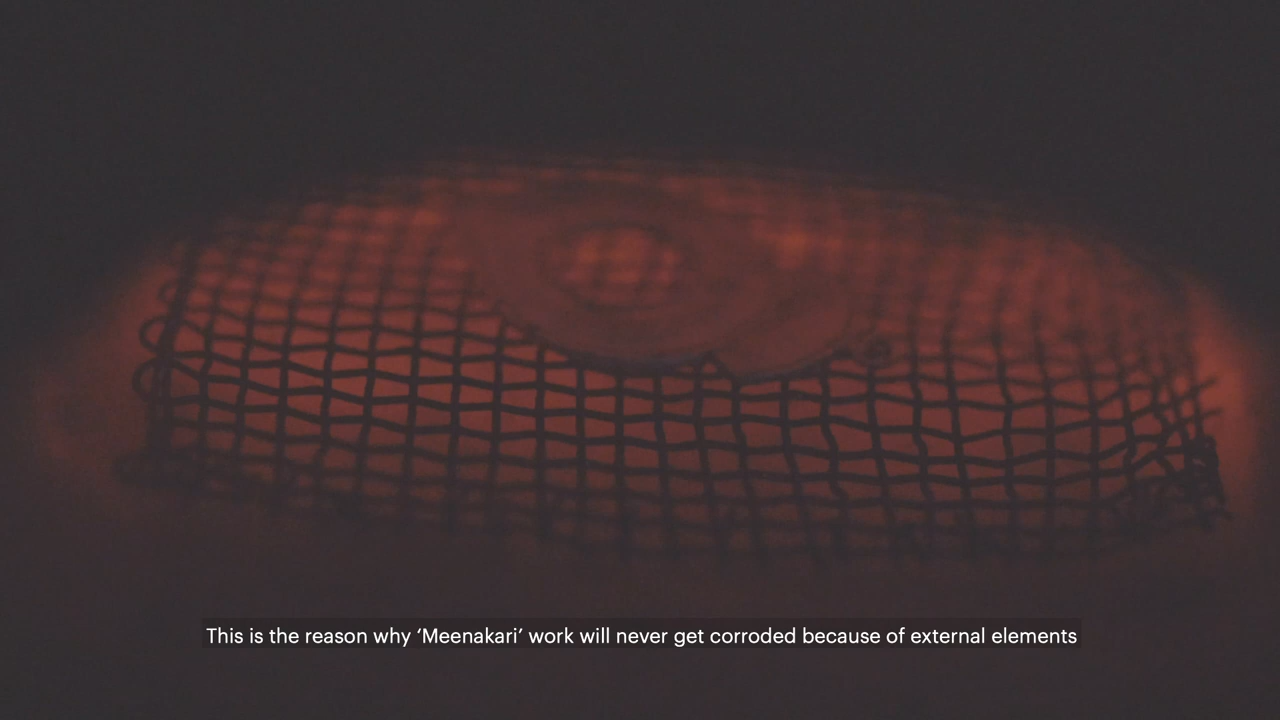 This is the reason why ‘Meenakari’ work will never get corroded because of external elements